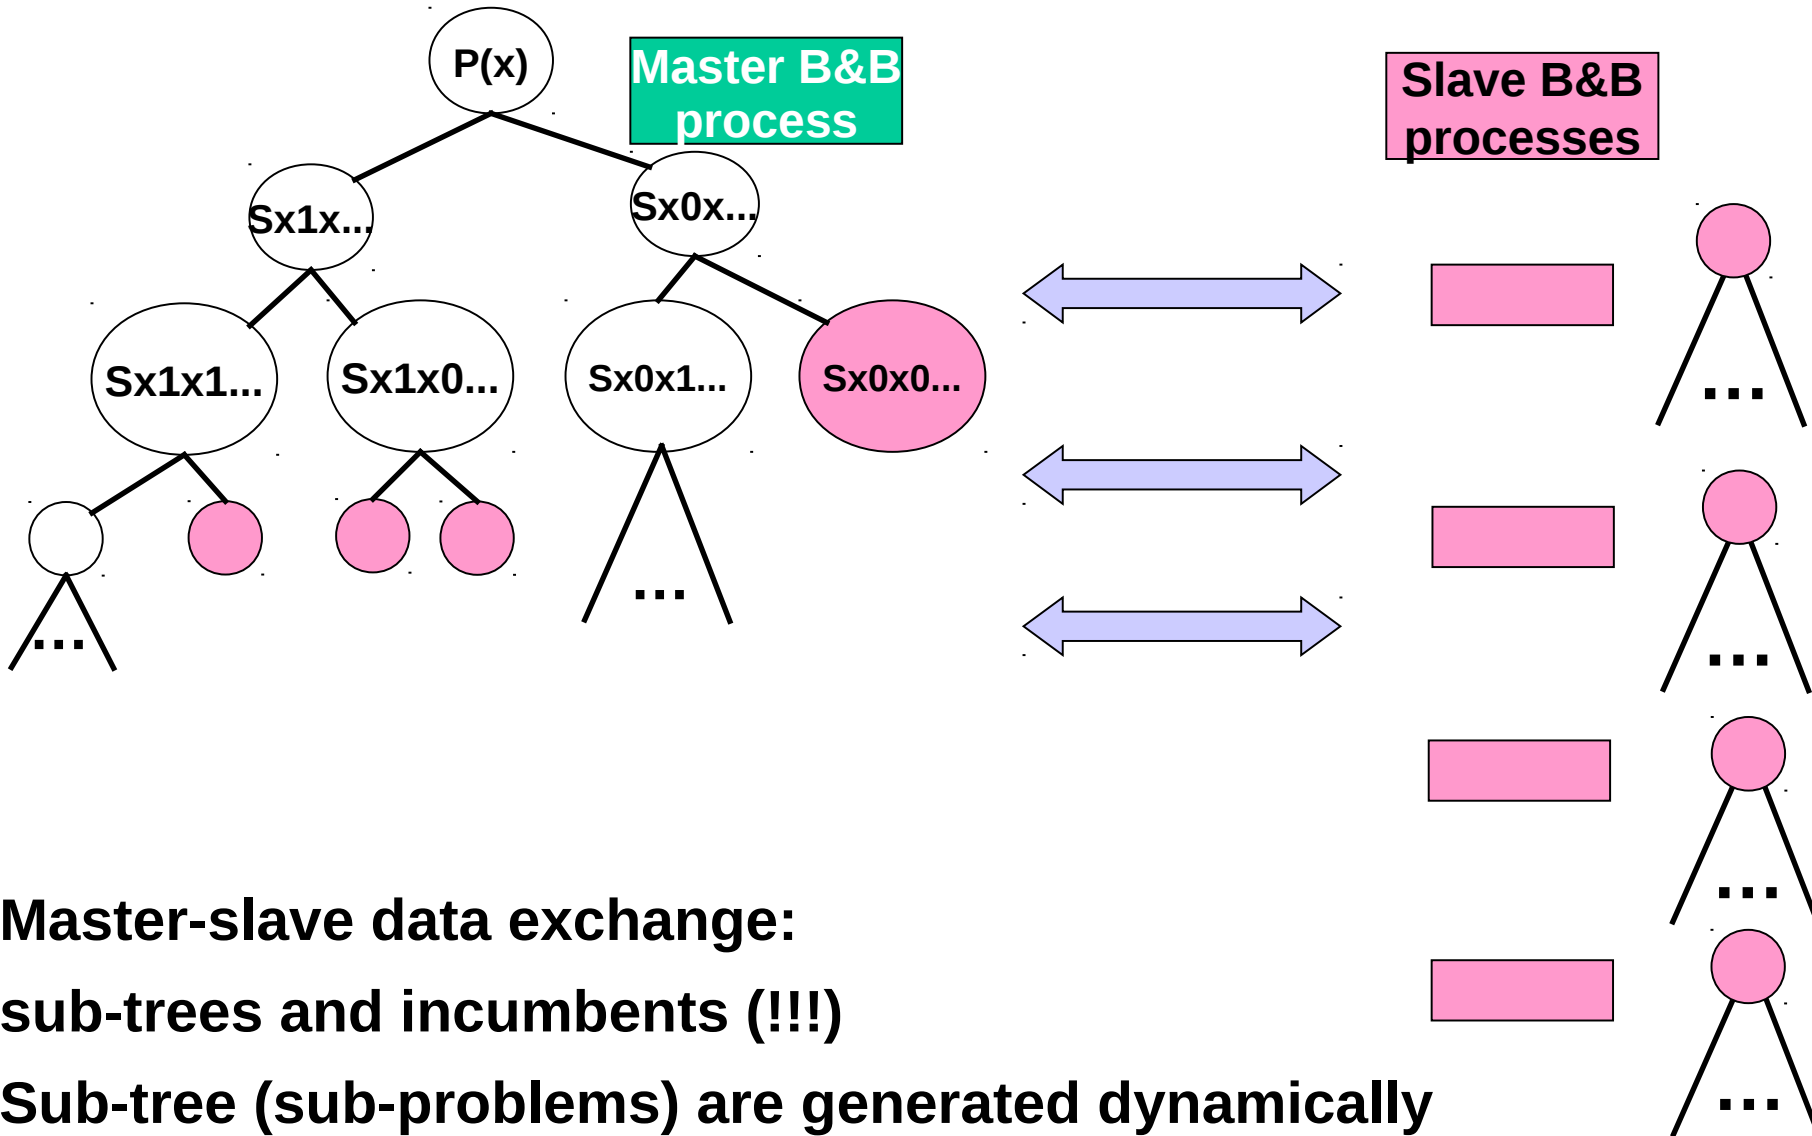 P(x)
Master B&B
process
Slave B&B
processes
Sx1x...
Sx0x...
Sx1x1...
Sx1x0...
Sx0x1...
Sx0x0...
...
...
...
...
...
...
Master-slave data exchange:
sub-trees and incumbents (!!!)
Sub-tree (sub-problems) are generated dynamically